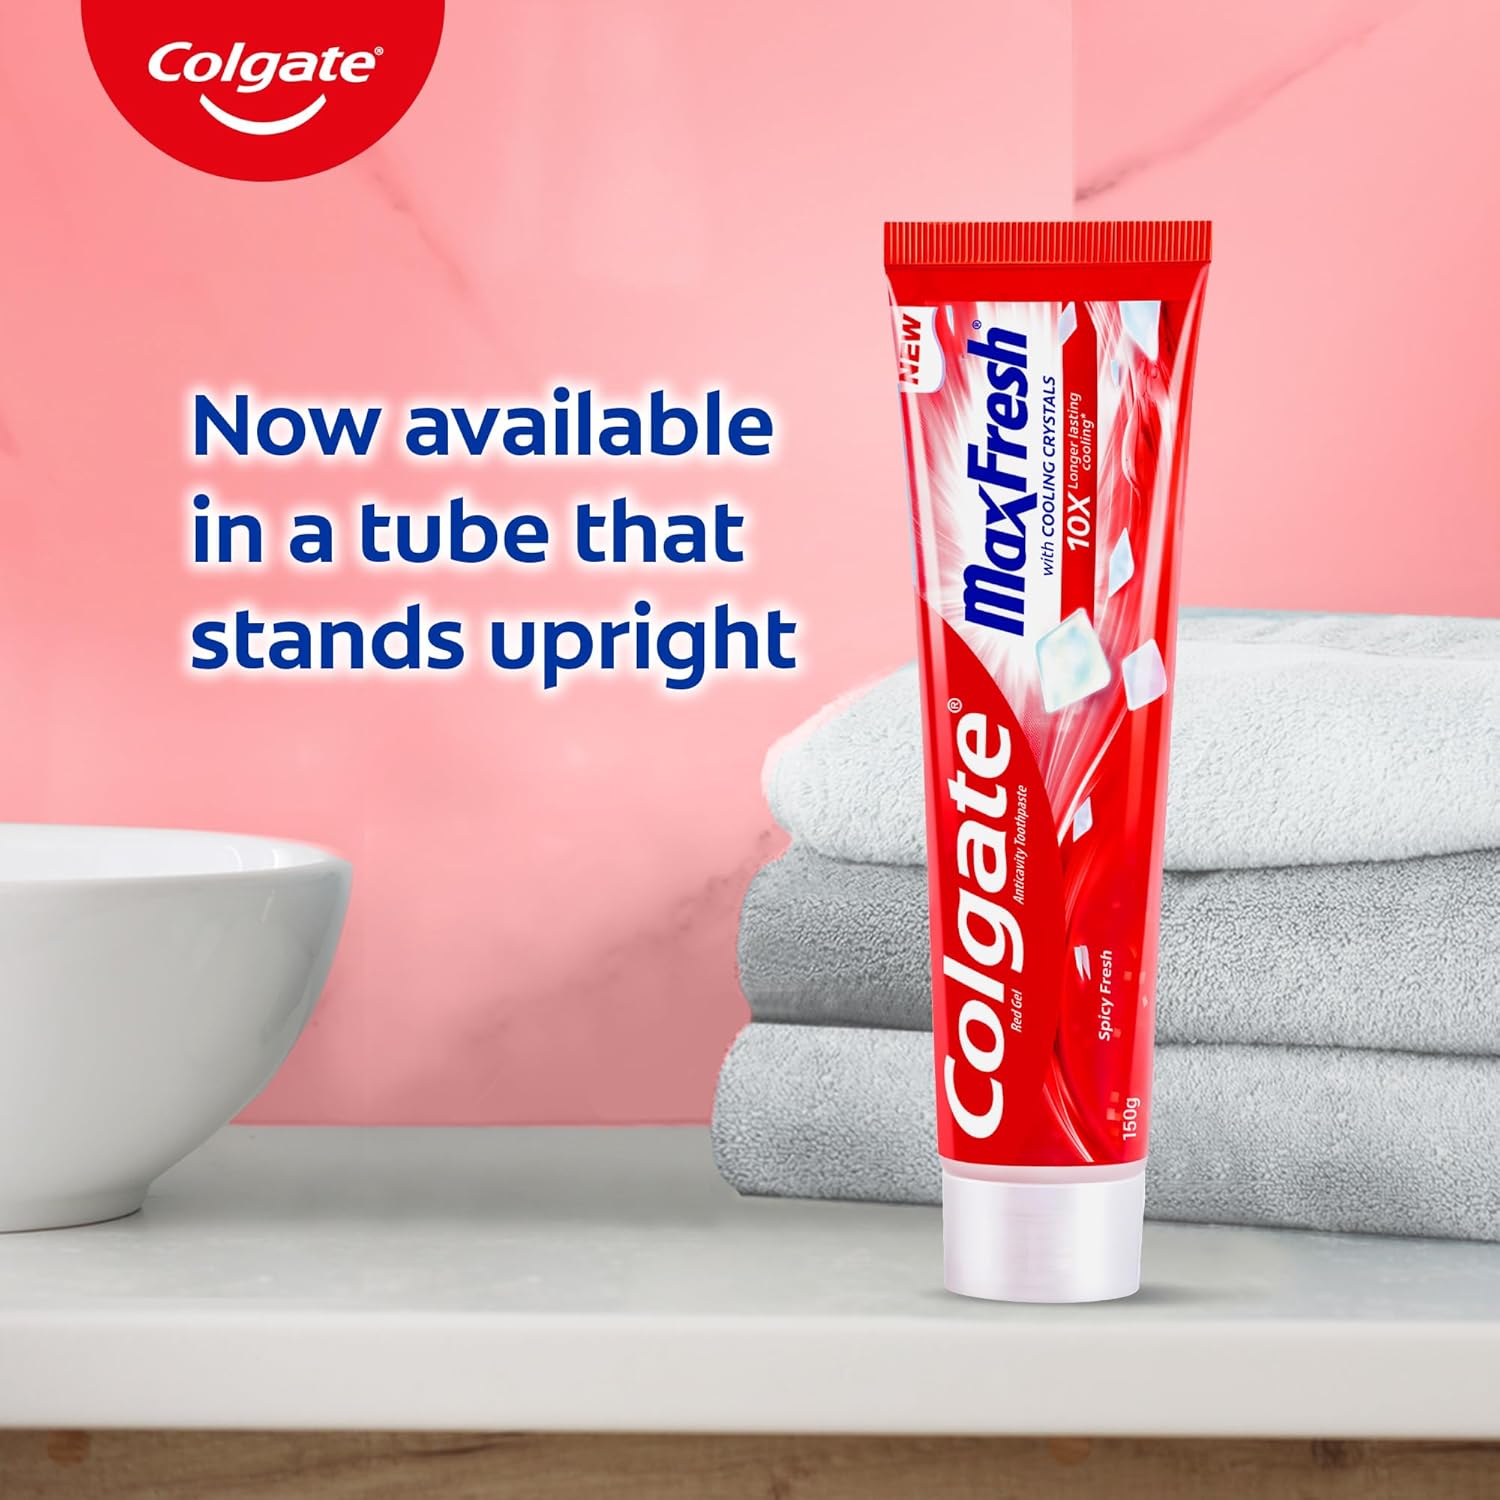 Colgate®
Now available
in a tube that
stands upright
NEW
MaxFresh®
with COOLING CRYSTALS
10X Longer lasting
cooling*
Colgate®
Red Gel Anticavity Toothpaste
Spicy Fresh
150g